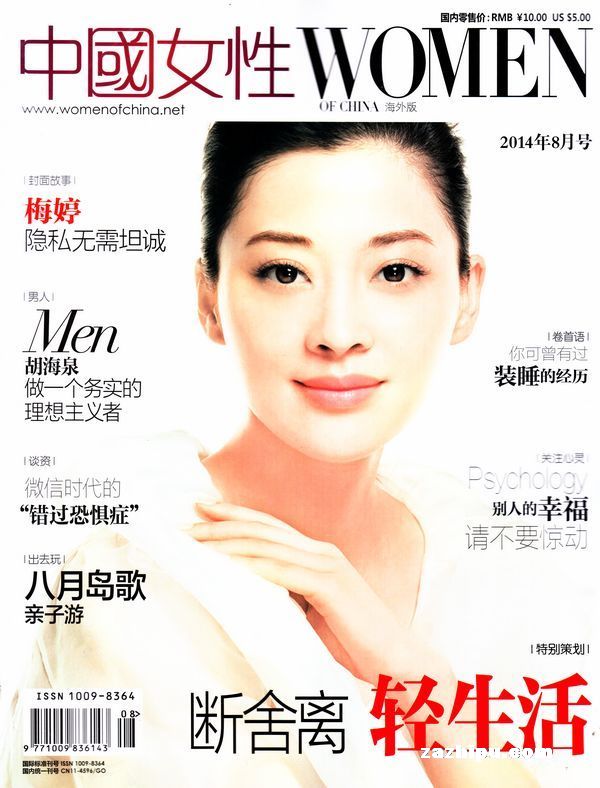 国内零售价:RMB ¥10.00 US $5.00
中國女性 WOMEN
OF CHINA 海外版
www.womenofchina.net
2014年8月号
|封面故事|
梅婷
隐私无需坦诚
|男人|
Men
胡海泉
做一个务实的
理想主义者
|卷首语|
你可曾有过
装睡的经历
|谈资|
微信时代的
“错过恐惧症”
|关注心灵|
Psychology
别人的幸福
请不要惊动
|出去玩|
八月岛歌
亲子游
|特别策划|
断舍离 轻生活
ISSN 1009-8364
08>
9 771009 836143
国际标准刊号 ISSN 1009-8364
国内统一刊号 CN11-4596/GO
zazhipu.com